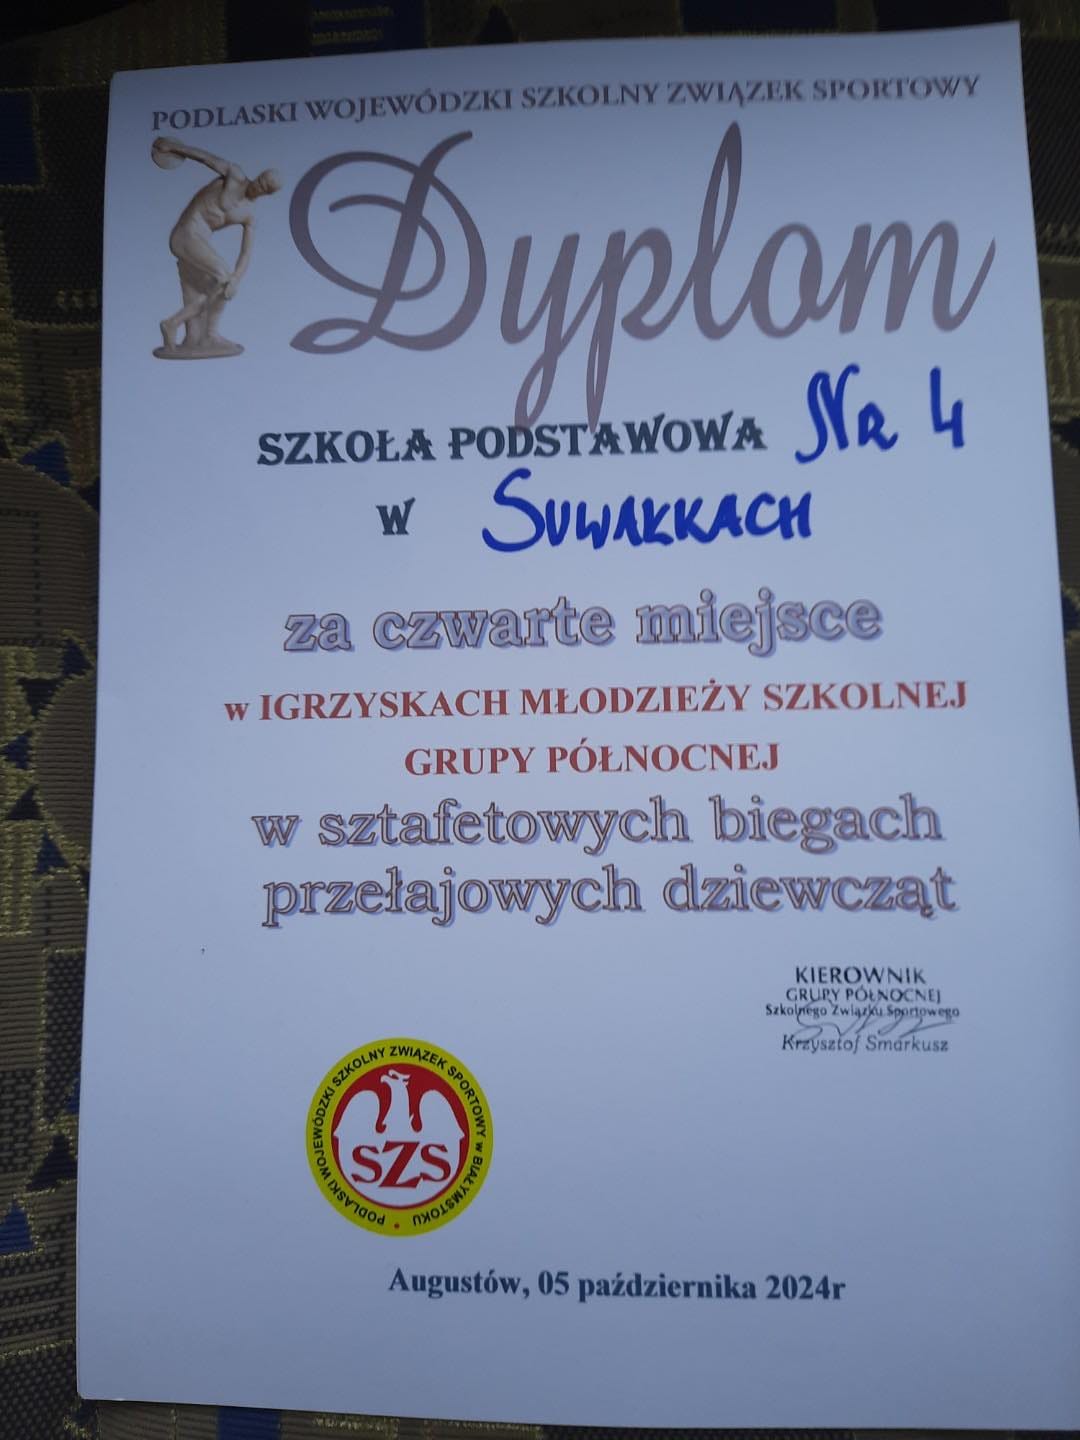 PODLASKI WOJEWÓDZKI SZKOLNY ZWIĄZEK SPORTOWY
Dyplom
SZKOŁA PODSTAWOWA NR 4
W SUWAŁKACH
za czwarte miejsce
w IGRZYSKACH MŁODZIEŻY SZKOLNEJ
GRUPY PÓŁNOCNEJ
w sztafetowych biegach
przełajowych dziewcząt
KIEROWNIK
GRUPY PÓŁNOCNEJ
Szkolnego Związku Sportowego
Krzysztof Smarkusz
PODLASKI WOJEWÓDZKI SZKOLNY ZWIĄZEK SPORTOWY W BIAŁYMSTOKU
SZS
Augustów, 05 października 2024r